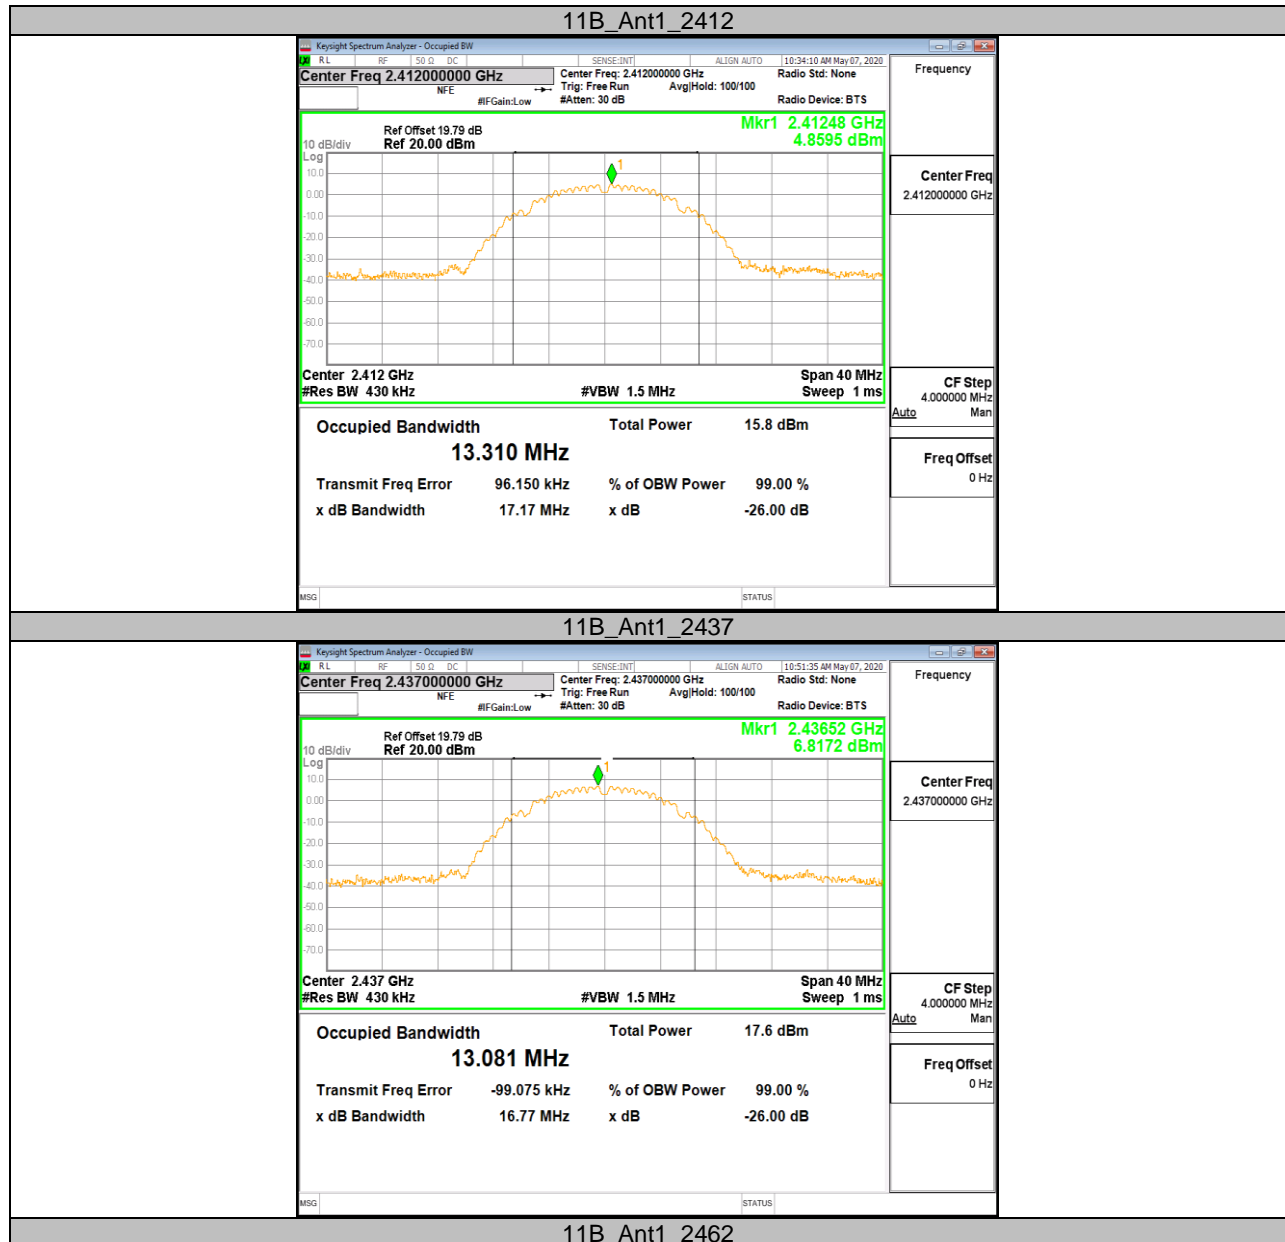 11B_Ant1_2412
Keysight Spectrum Analyzer - Occupied BW
LXI RL RF 50 Ω DC SENSE:INT ALIGN AUTO 10:34:10 AM May 07, 2020
Center Freq 2.412000000 GHz Center Freq: 2.412000000 GHz Radio Std: None Frequency
NFE Trig: Free Run Avg|Hold: 100/100
#IFGain:Low #Atten: 30 dB Radio Device: BTS
Mkr1 2.41248 GHz
Ref Offset 19.79 dB
10 dB/div Ref 20.00 dBm 4.8595 dBm
Log
1
10.0
0.00
-10.0
-20.0
-30.0
-40.0
-50.0
-60.0
-70.0
Center Freq
2.412000000 GHz
Center 2.412 GHz Span 40 MHz
#Res BW 430 kHz #VBW 1.5 MHz Sweep 1 ms
CF Step
4.000000 MHz
Auto Man
Occupied Bandwidth Total Power 15.8 dBm
13.310 MHz
Freq Offset
0 Hz
Transmit Freq Error 96.150 kHz % of OBW Power 99.00 %
x dB Bandwidth 17.17 MHz x dB -26.00 dB
MSG STATUS
11B_Ant1_2437
Keysight Spectrum Analyzer - Occupied BW
LXI RL RF 50 Ω DC SENSE:INT ALIGN AUTO 10:51:35 AM May 07, 2020
Center Freq 2.437000000 GHz Center Freq: 2.437000000 GHz Radio Std: None Frequency
NFE Trig: Free Run Avg|Hold: 100/100
#IFGain:Low #Atten: 30 dB Radio Device: BTS
Mkr1 2.43652 GHz
Ref Offset 19.79 dB
10 dB/div Ref 20.00 dBm 6.8172 dBm
Log
1
10.0
0.00
-10.0
-20.0
-30.0
-40.0
-50.0
-60.0
-70.0
Center Freq
2.437000000 GHz
Center 2.437 GHz Span 40 MHz
#Res BW 430 kHz #VBW 1.5 MHz Sweep 1 ms
CF Step
4.000000 MHz
Auto Man
Occupied Bandwidth Total Power 17.6 dBm
13.081 MHz
Freq Offset
0 Hz
Transmit Freq Error -99.075 kHz % of OBW Power 99.00 %
x dB Bandwidth 16.77 MHz x dB -26.00 dB
MSG STATUS
11B_Ant1_2462